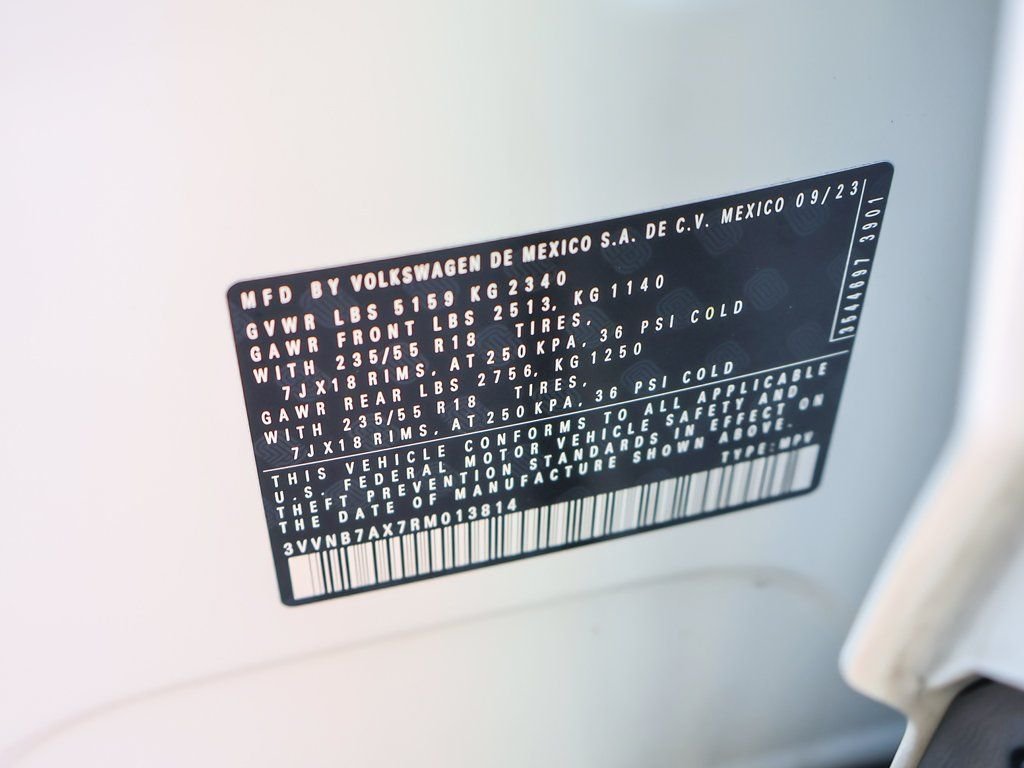 MFD BY VOLKSWAGEN DE MEXICO S.A. DE C.V. MEXICO 09/23
GVWR LBS 5159 KG 2340
GAWR FRONT LBS 2513, KG 1140
WITH 235/55 R18 TIRES,
7JX18 RIMS, AT 250 KPA, 36 PSI COLD
GAWR REAR LBS 2756, KG 1250
WITH 235/55 R18 TIRES,
7JX18 RIMS, AT 250 KPA, 36 PSI COLD
3544697 3901
THIS VEHICLE CONFORMS TO ALL APPLICABLE
U.S. FEDERAL MOTOR VEHICLE SAFETY AND
THEFT PREVENTION STANDARDS IN EFFECT ON
THE DATE OF MANUFACTURE SHOWN ABOVE.
3VVNB7AX7RM013814 TYPE: MPV